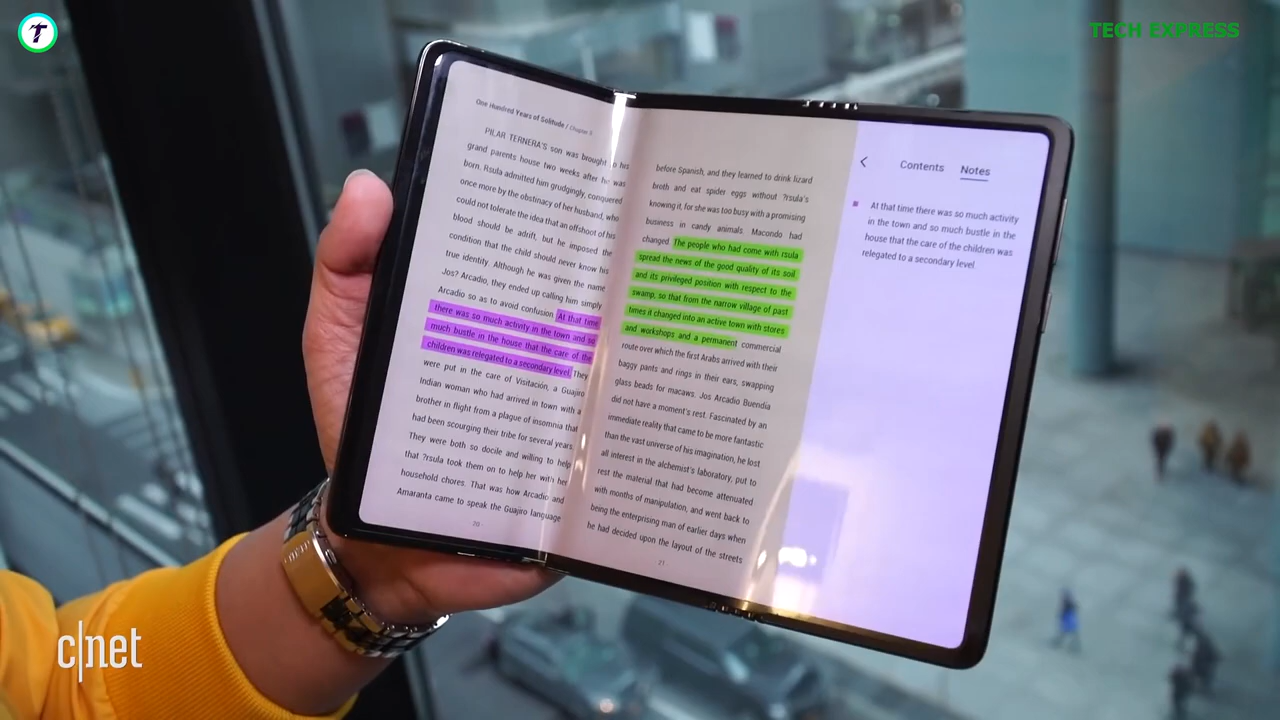 T
TECH EXPRESS
One Hundred Years of Solitude / Chapter 3
PILAR TERNERA'S son was brought to his
grand parents house two weeks after he was
born. Rsula admitted him grudgingly, conquered
once more by the obstinacy of her husband, who
could not tolerate the idea that an offshoot of his
blood should be adrift, but he imposed the
condition that the child should never know his
true identity. Although he was given the name
Jos? Arcadio, they ended up calling him simply
Arcadio so as to avoid confusion. At that time
there was so much activity in the town and so
much bustle in the house that the care of the
children was relegated to a secondary level. They
were put in the care of Visitación, a Guajiro
Indian woman who had arrived in town with a
brother in flight from a plague of insomnia that
had been scourging their tribe for several years.
They were both so docile and willing to help
that ?rsula took them on to help her with her
household chores. That was how Arcadio and
Amaranta came to speak the Guajiro language
20
before Spanish, and they learned to drink lizard
broth and eat spider eggs without ?rsula's
knowing it, for she was too busy with a promising
business in candy animals. Macondo had
changed. The people who had come with rsula
spread the news of the good quality of its soil
and its privileged position with respect to the
swamp, so that from the narrow village of past
times it changed into an active town with stores
and workshops and a permanent commercial
route over which the first Arabs arrived with their
baggy pants and rings in their ears, swapping
glass beads for macaws. Jos Arcadio Buendia
did not have a moment's rest. Fascinated by an
immediate reality that came to be more fantastic
than the vast universe of his imagination, he lost
all interest in the alchemist's laboratory, put to
rest the material that had become attenuated
with months of manipulation, and went back to
being the enterprising man of earlier days when
he had decided upon the layout of the streets
21
Contents Notes
At that time there was so much activity
in the town and so much bustle in the
house that the care of the children was
relegated to a secondary level
c|net